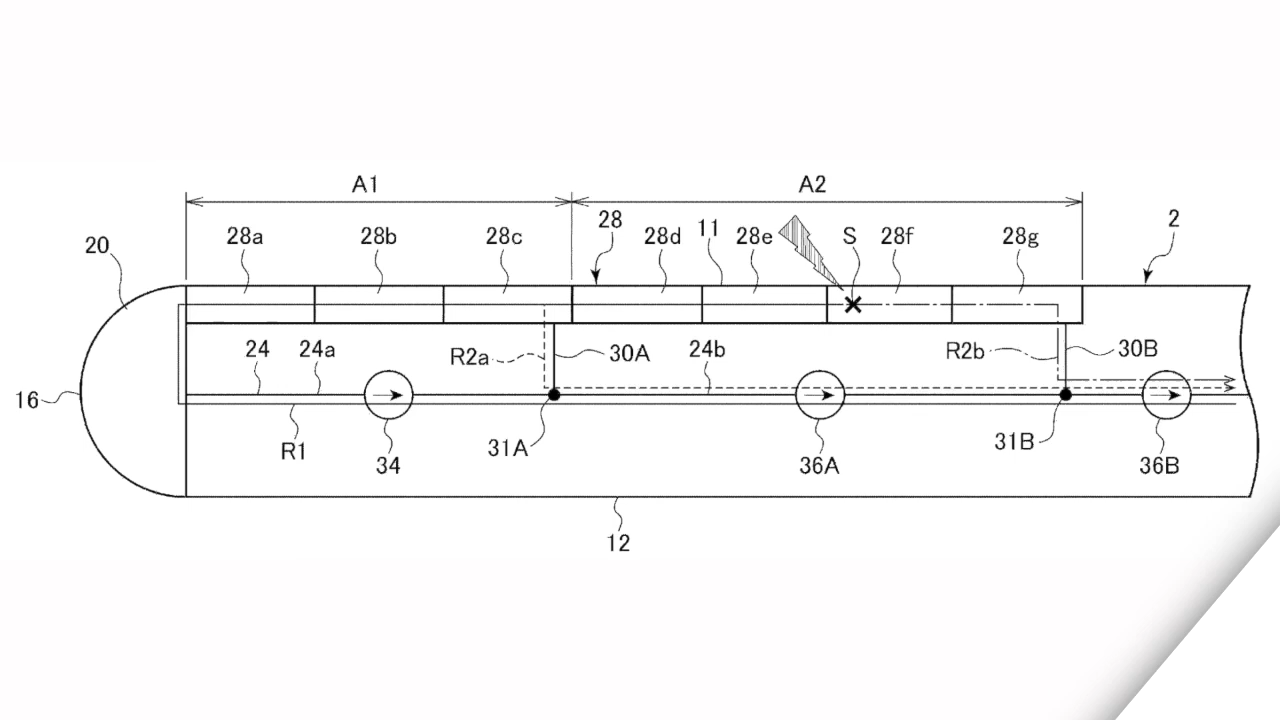 A1 A2
20 28a 28b 28c 28 28d 11 28e S 28f 28g 2
24 24a R2a 30A 24b R2b 30B
16
R1 34 31A 36A 31B 36B
12